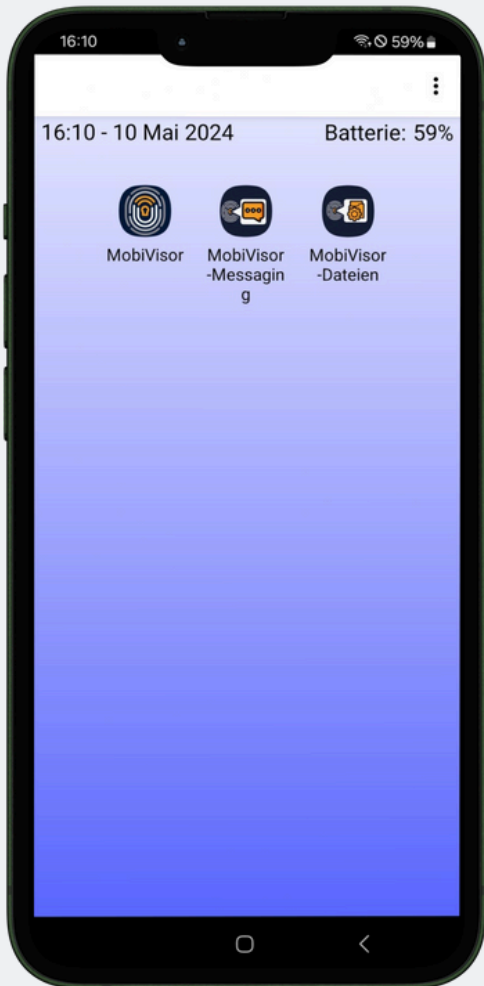 16:10
59%
16:10 - 10 Mai 2024 Batterie: 59%
MobiVisor MobiVisor MobiVisor
-Messagin -Dateien
g